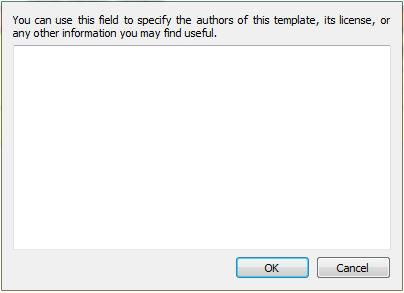 You can use this field to specify the authors of this template, its license, or
any other information you may find useful.
OK
Cancel